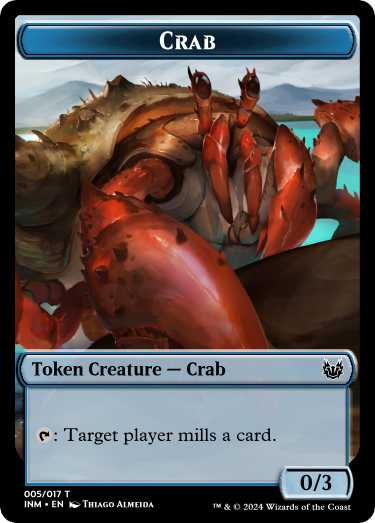 Crab
Token Creature — Crab
: Target player mills a card.
0/3
005/017 T
INM • EN Thiago Almeida
™ & © 2024 Wizards of the Coast